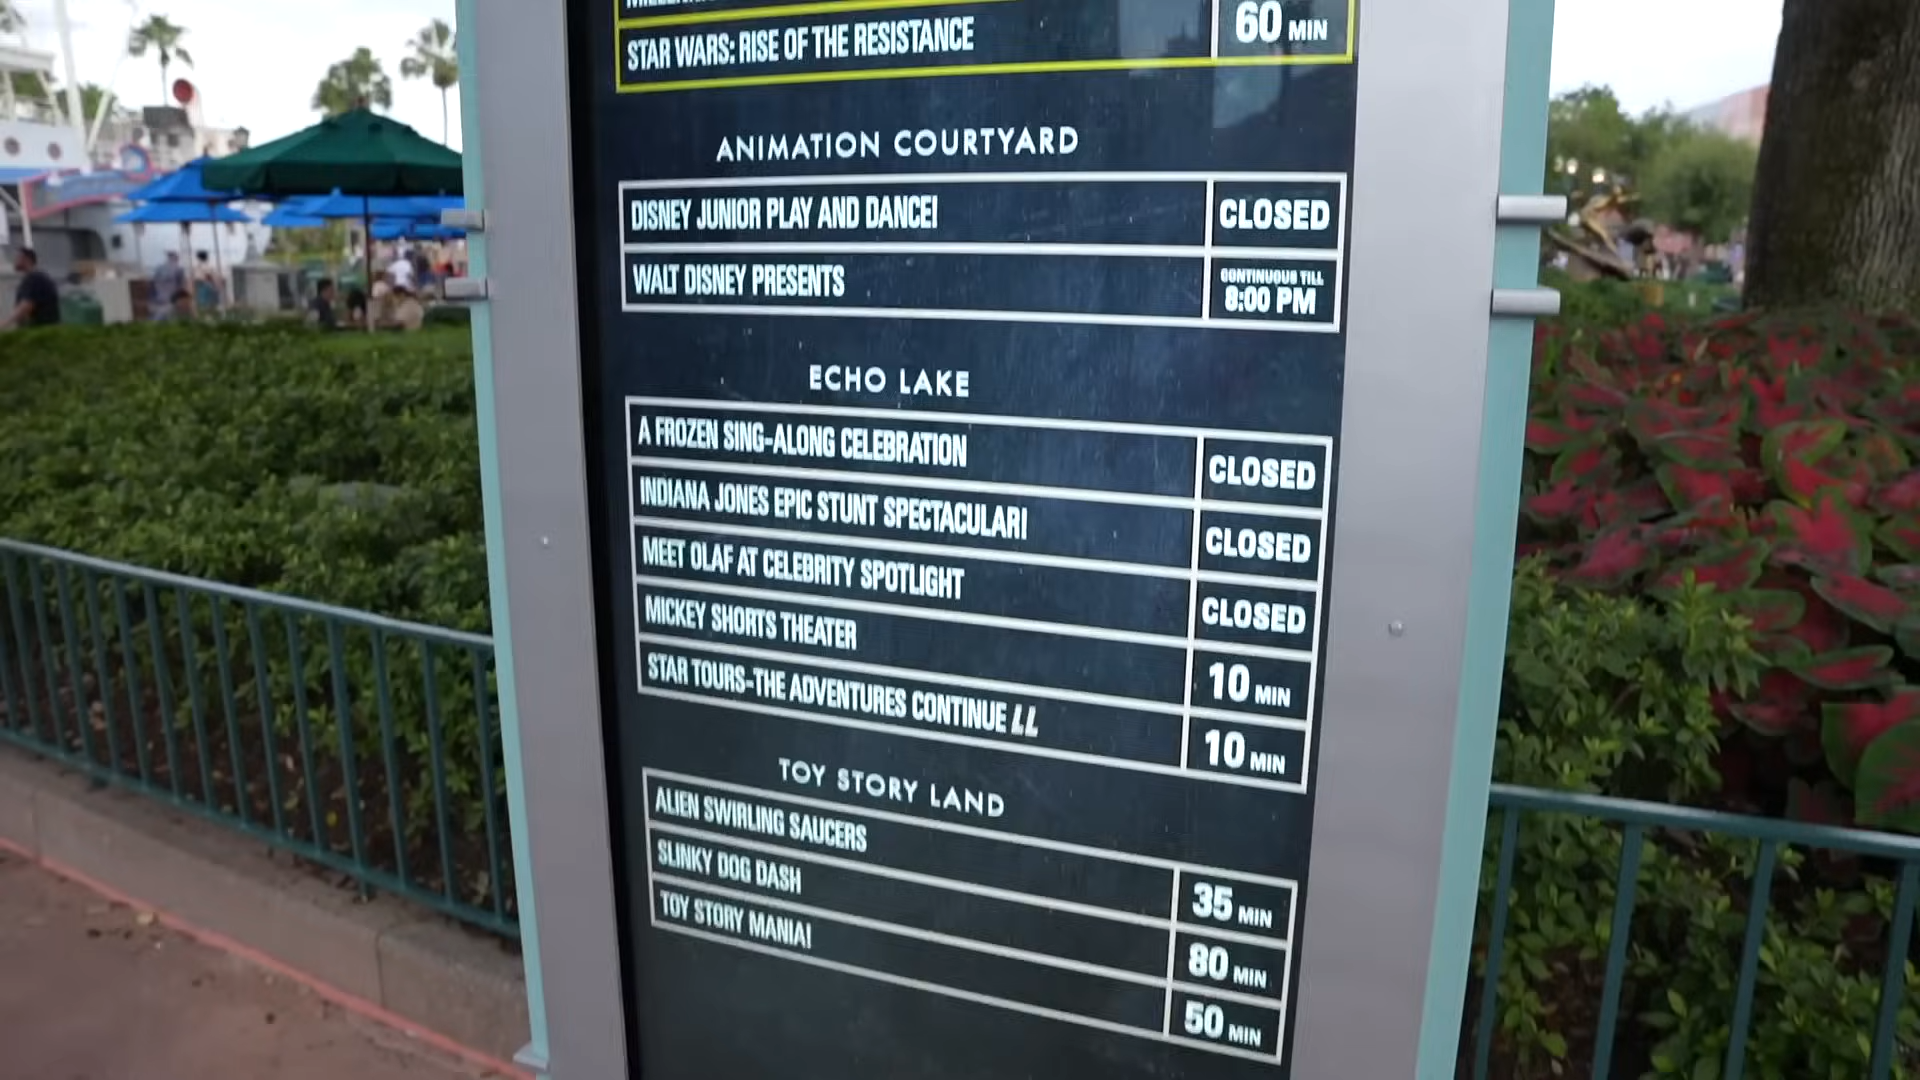 STAR WARS: RISE OF THE RESISTANCE 60 MIN
ANIMATION COURTYARD
DISNEY JUNIOR PLAY AND DANCE! CLOSED
WALT DISNEY PRESENTS CONTINUOUS TILL 8:00 PM
ECHO LAKE
A FROZEN SING-ALONG CELEBRATION CLOSED
INDIANA JONES EPIC STUNT SPECTACULAR! CLOSED
MEET OLAF AT CELEBRITY SPOTLIGHT CLOSED
MICKEY SHORTS THEATER 10 MIN
STAR TOURS-THE ADVENTURES CONTINUE LL 10 MIN
TOY STORY LAND
ALIEN SWIRLING SAUCERS 35 MIN
SLINKY DOG DASH 80 MIN
TOY STORY MANIA! 50 MIN